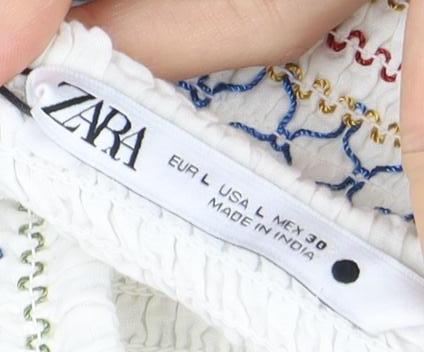 ZARA
EUR L USA L MEX 30
MADE IN INDIA